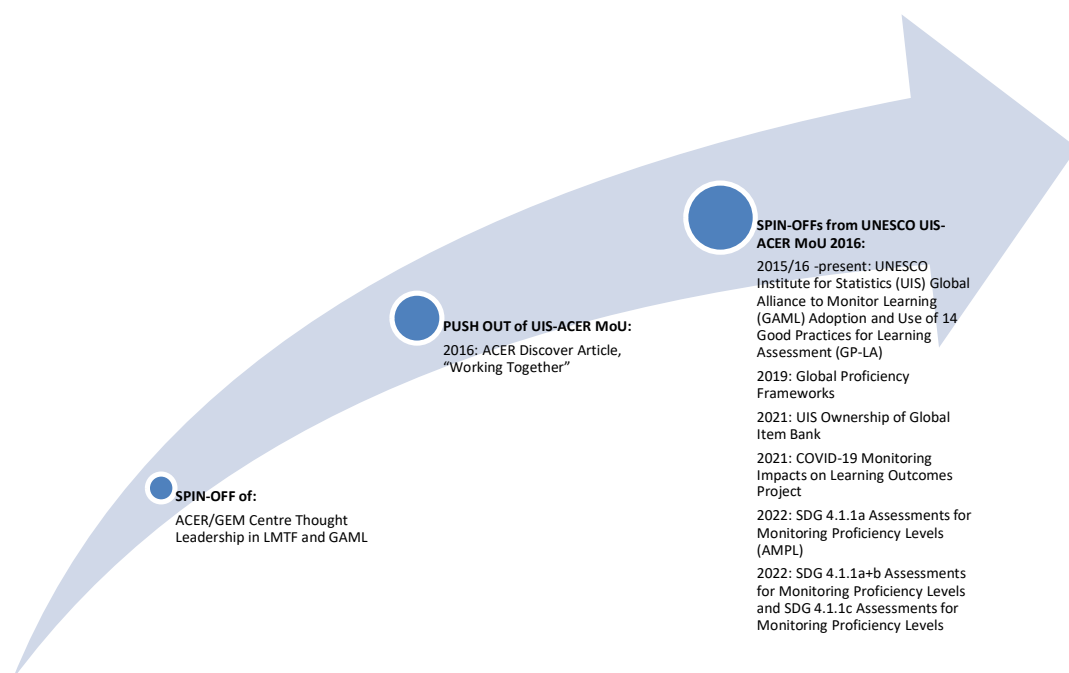 SPIN-OFF of:
ACER/GEM Centre Thought
Leadership in LMTF and GAML
PUSH OUT of UIS-ACER MoU:
2016: ACER Discover Article,
“Working Together”
SPIN-OFFs from UNESCO UIS-
ACER MoU 2016:
2015/16 -present: UNESCO
Institute for Statistics (UIS) Global
Alliance to Monitor Learning
(GAML) Adoption and Use of 14
Good Practices for Learning
Assessment (GP-LA)
2019: Global Proficiency
Frameworks
2021: UIS Ownership of Global
Item Bank
2021: COVID-19 Monitoring
Impacts on Learning Outcomes
Project
2022: SDG 4.1.1a Assessments for
Monitoring Proficiency Levels
(AMPL)
2022: SDG 4.1.1a+b Assessments
for Monitoring Proficiency Levels
and SDG 4.1.1c Assessments for
Monitoring Proficiency Levels